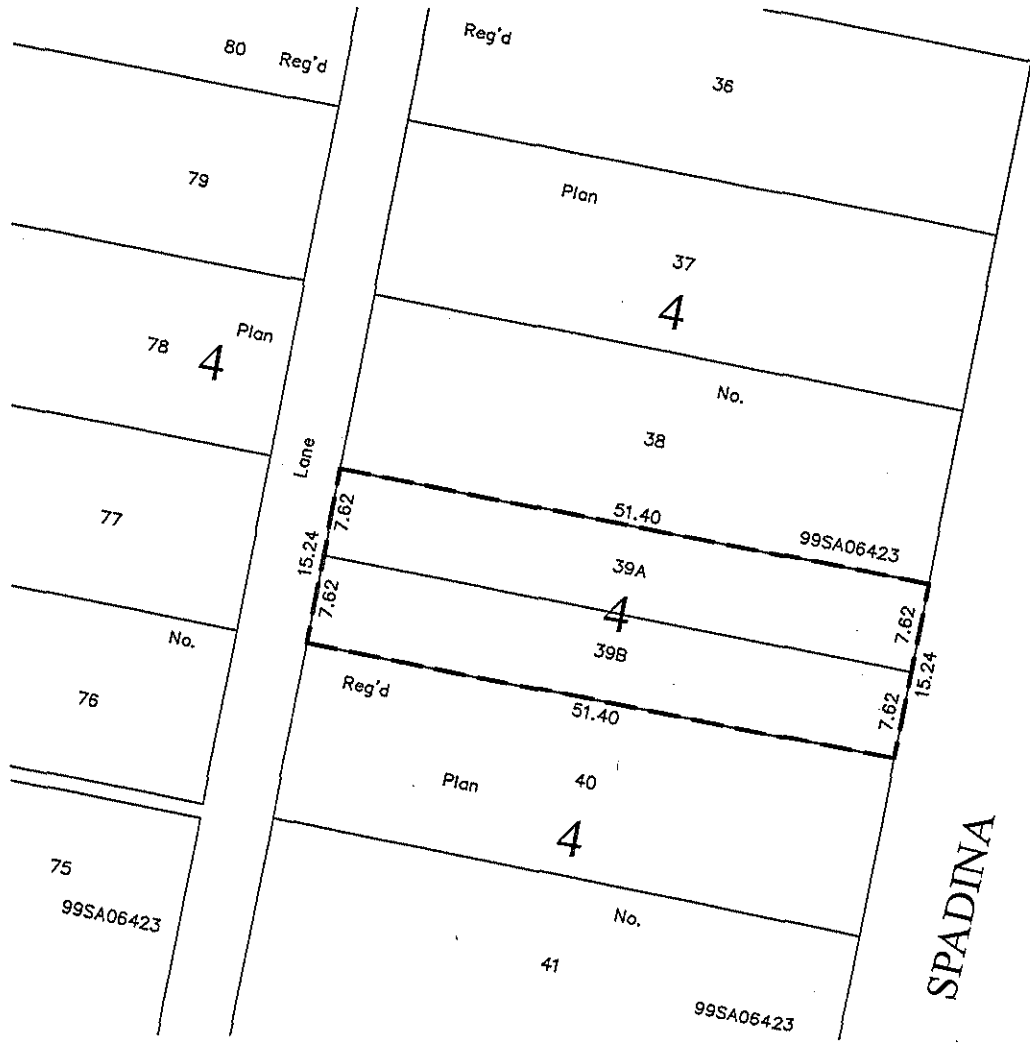 80 Reg'd
Reg'd
36
79
Plan
37
4
78 4 Plan
No.
38
Lane
77
7.62
51.40
99SA06423
15.24
39A
4
7.62
7.62
39B
15.24
No.
76
Reg'd
51.40
7.62
Plan 40
4
75
99SA06423
No.
41
99SA06423
SPADINA